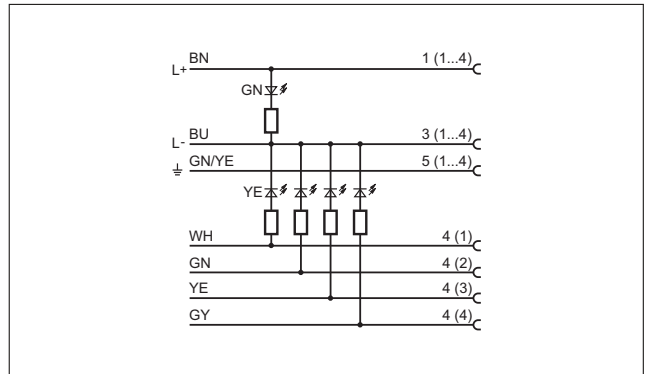 BN 1 (1...4)
L+
GN
BU 3 (1...4)
L-
GN/YE 5 (1...4)
YE
WH 4 (1)
GN 4 (2)
YE 4 (3)
GY 4 (4)